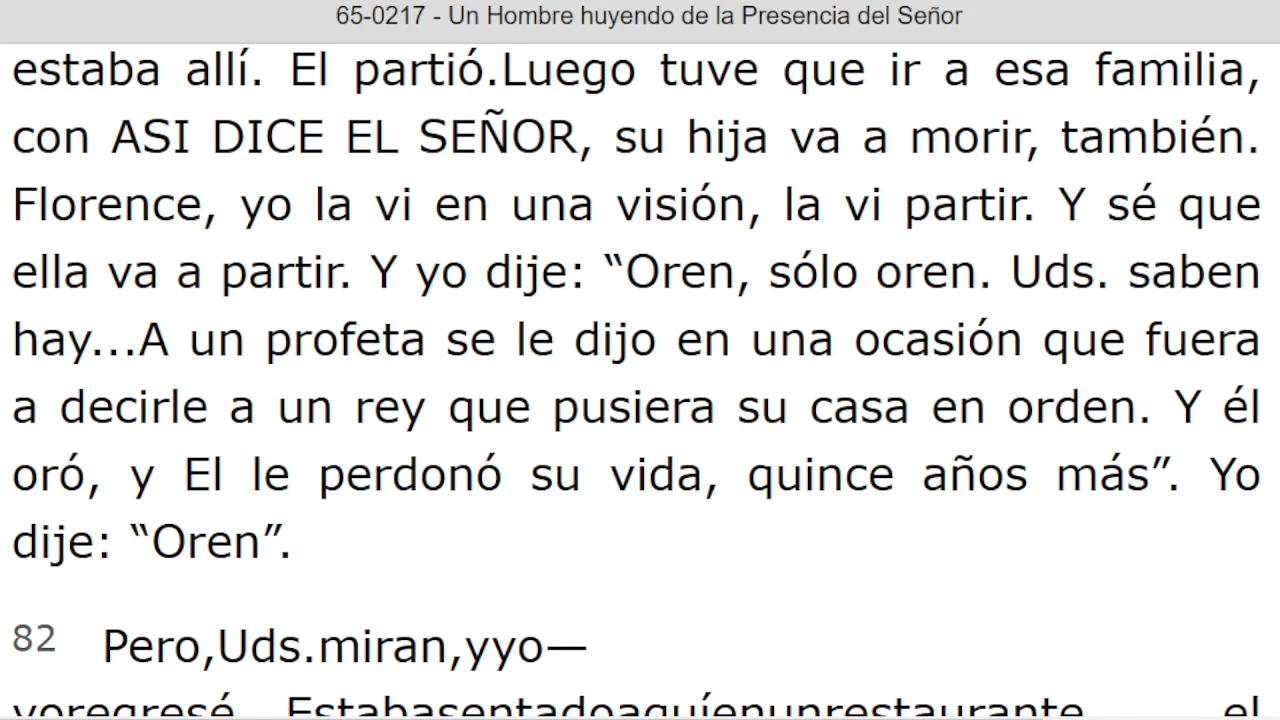 65-0217 - Un Hombre huyendo de la Presencia del Señor
estaba allí. El partió.Luego tuve que ir a esa familia,
con ASI DICE EL SEÑOR, su hija va a morir, también.
Florence, yo la vi en una visión, la vi partir. Y sé que
ella va a partir. Y yo dije: “Oren, sólo oren. Uds. saben
hay...A un profeta se le dijo en una ocasión que fuera
a decirle a un rey que pusiera su casa en orden. Y él
oró, y El le perdonó su vida, quince años más”. Yo
dije: “Oren”.
82 Pero,Uds.miran,yyo—
yoregresé. Estabasentadoaquíenunrestaurante, el